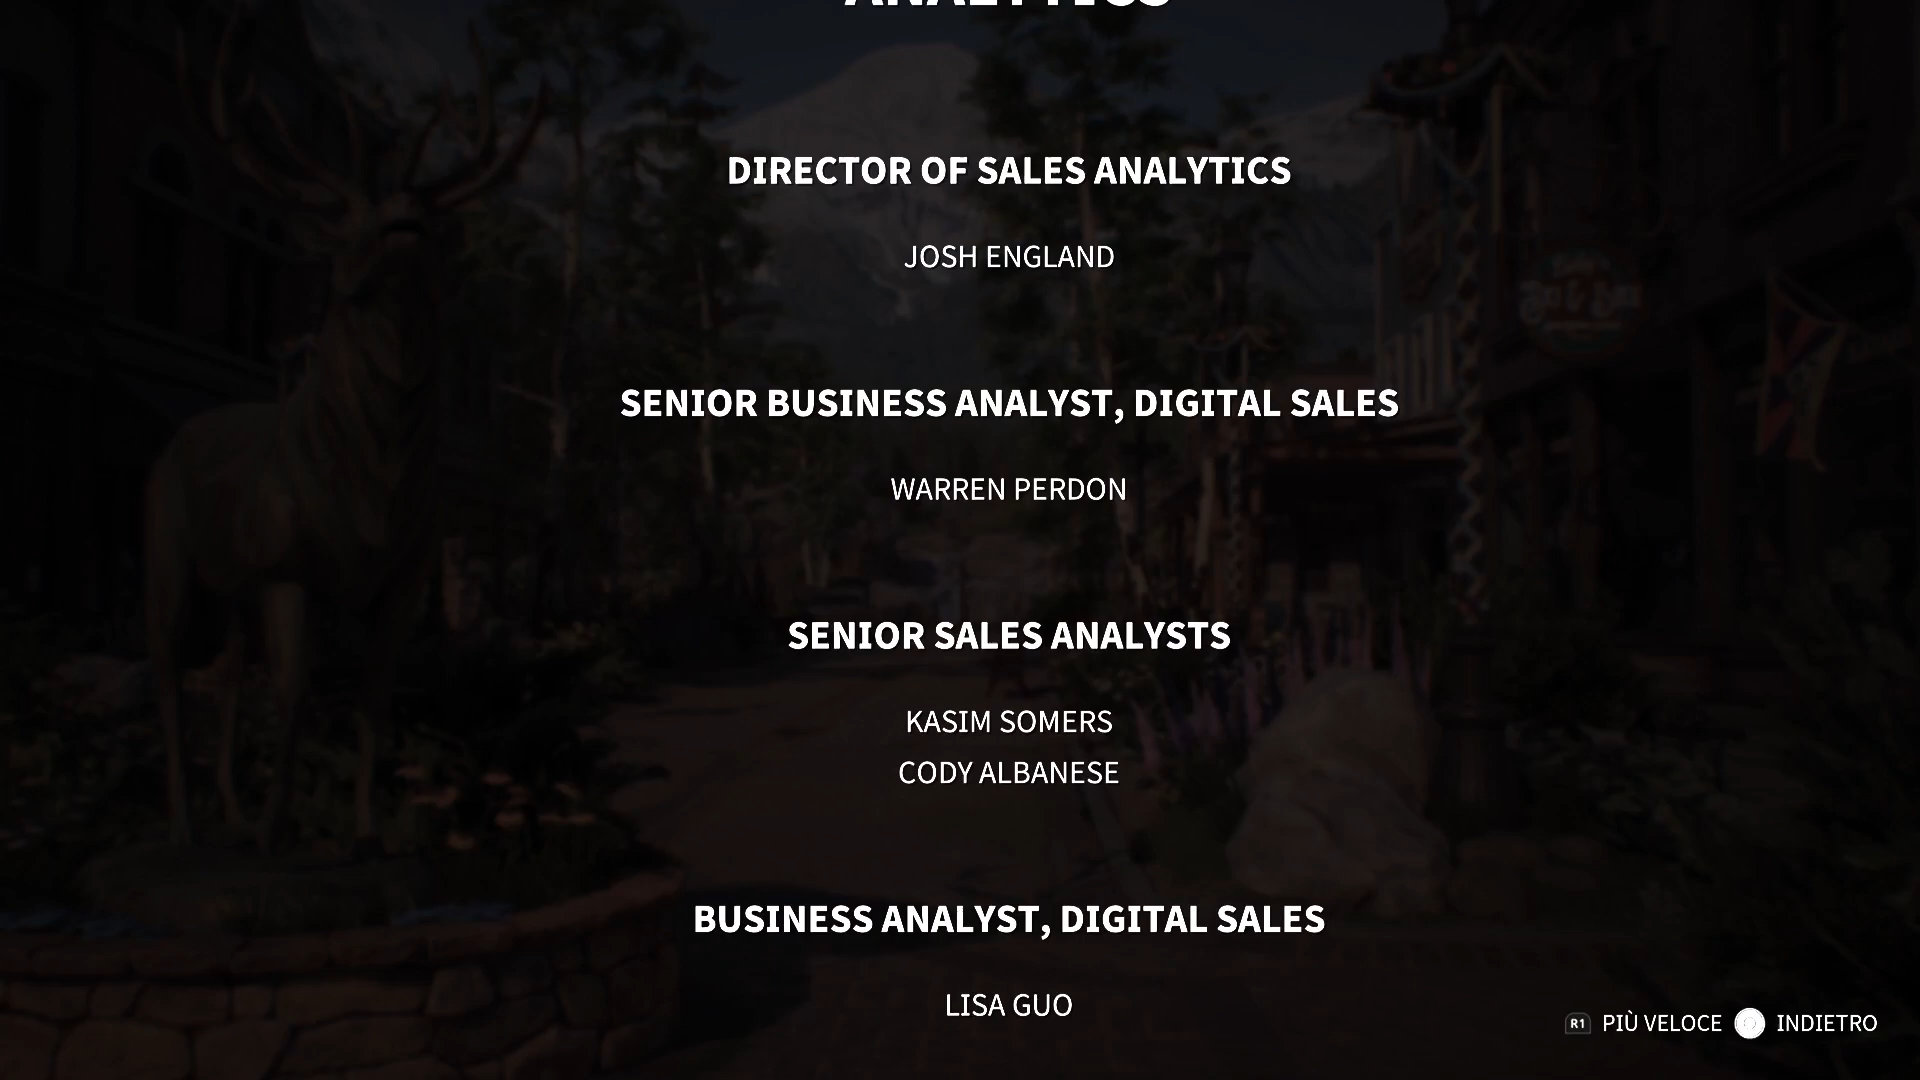 ANALYTICS
DIRECTOR OF SALES ANALYTICS
JOSH ENGLAND
SENIOR BUSINESS ANALYST, DIGITAL SALES
WARREN PERDON
SENIOR SALES ANALYSTS
KASIM SOMERS
CODY ALBANESE
BUSINESS ANALYST, DIGITAL SALES
LISA GUO
R1 PIÙ VELOCE INDIETRO